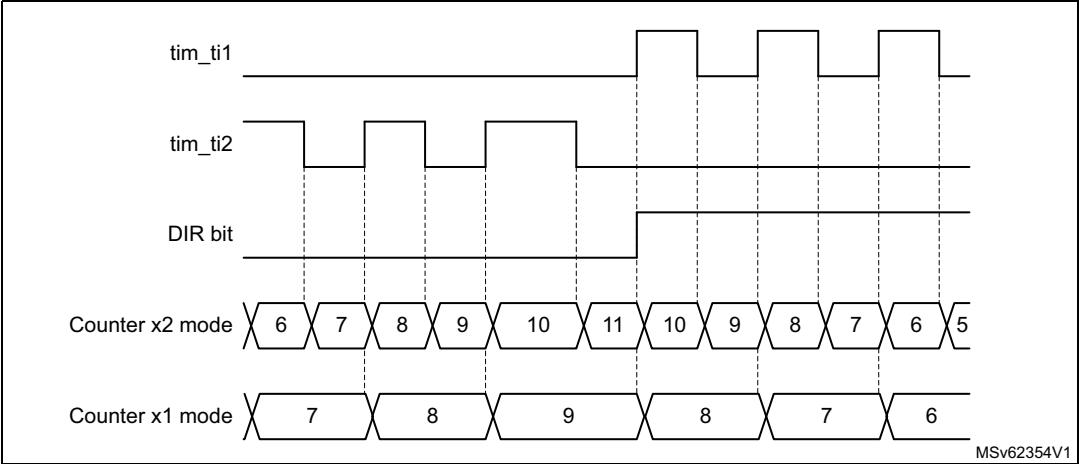 tim_ti1
tim_ti2
DIR bit
Counter x2 mode 6 7 8 9 10 11 10 9 8 7 6 5
Counter x1 mode 7 8 9 8 7 6
MSv62354V1